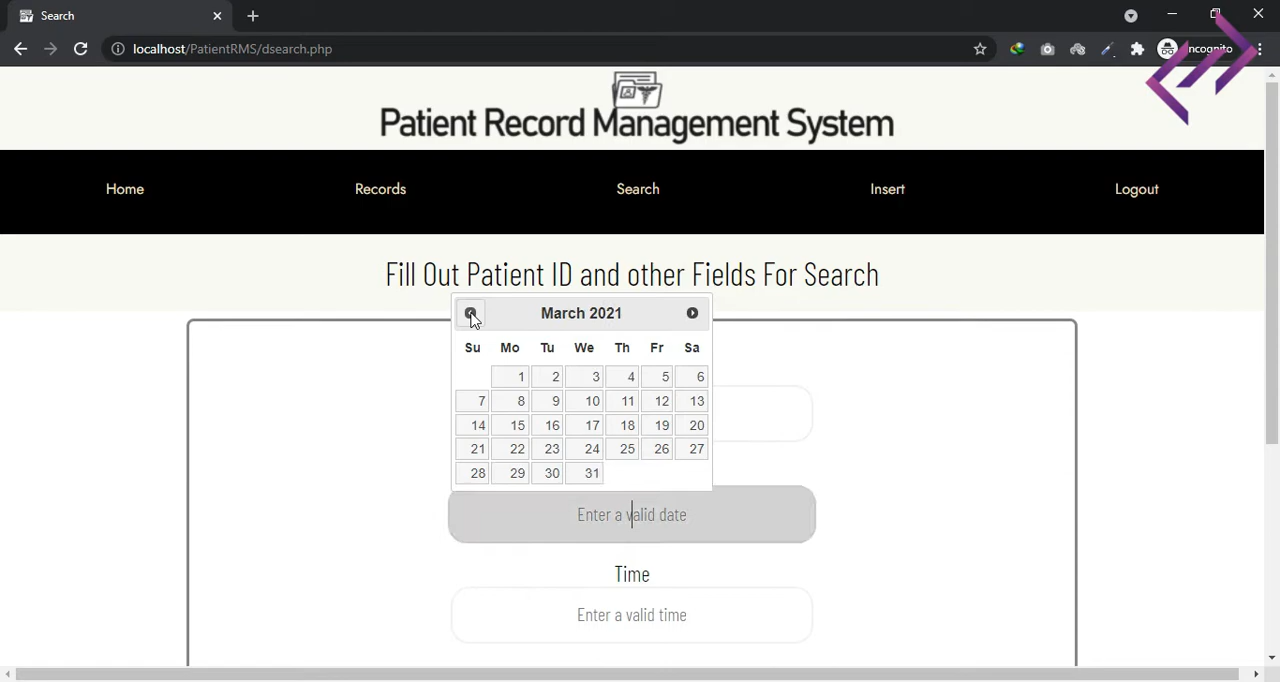 Search
localhost/PatientRMS/dsearch.php
Incognito
Patient Record Management System
Home Records Search Insert Logout
Fill Out Patient ID and other Fields For Search
March 2021
Su Mo Tu We Th Fr Sa
1 2 3 4 5 6
7 8 9 10 11 12 13
14 15 16 17 18 19 20
21 22 23 24 25 26 27
28 29 30 31
Enter a valid date
Time
Enter a valid time